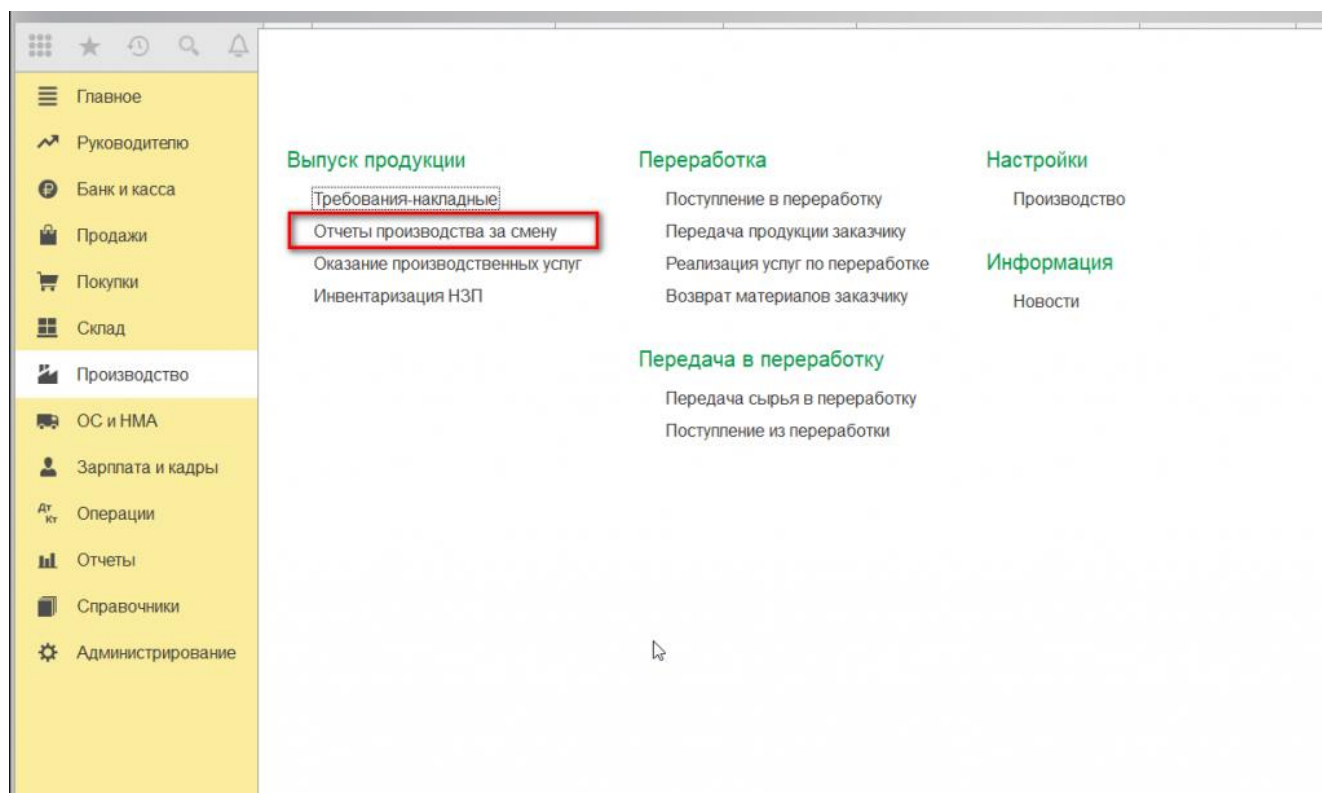 Главное
Руководителю
Банк и касса
Продажи
Покупки
Склад
Производство
ОС и НМА
Зарплата и кадры
Дт Кт Операции
Отчеты
Справочники
Администрирование
Выпуск продукции
Требования-накладные
Отчеты производства за смену
Оказание производственных услуг
Инвентаризация НЗП
Переработка
Поступление в переработку
Передача продукции заказчику
Реализация услуг по переработке
Возврат материалов заказчику
Передача в переработку
Передача сырья в переработку
Поступление из переработки
Настройки
Производство
Информация
Новости